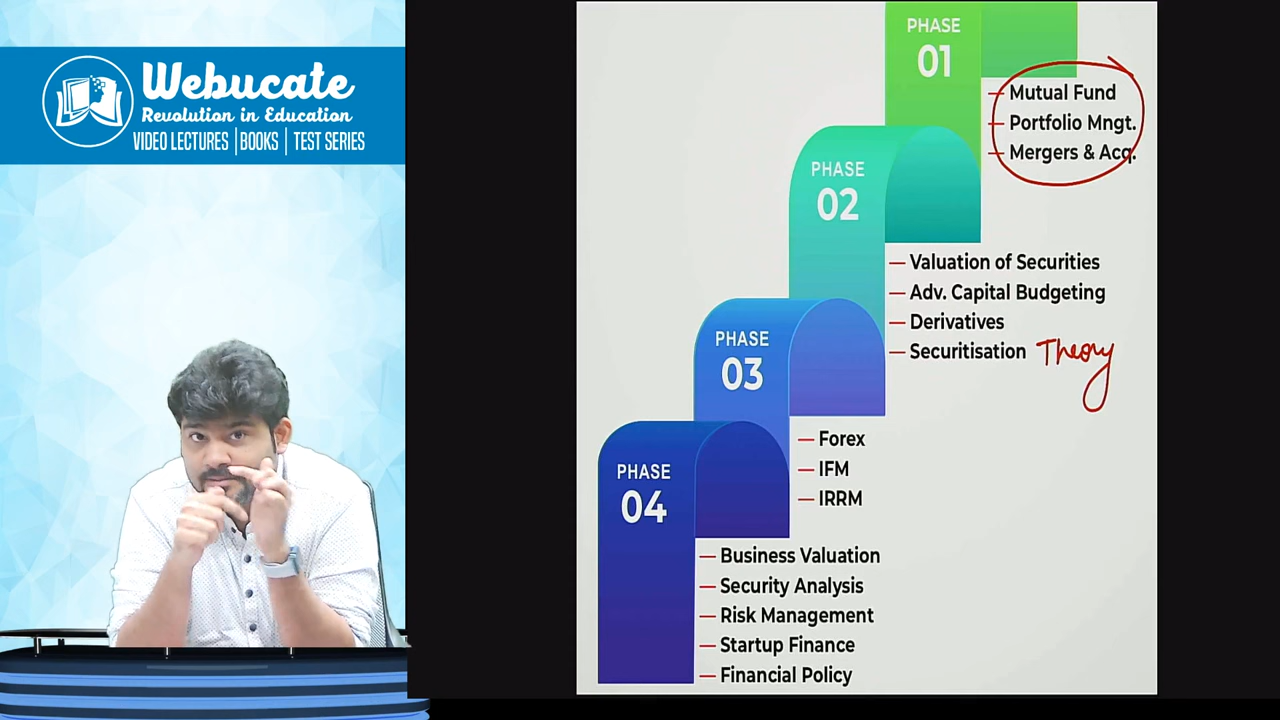 Webucate
Revolution in Education
VIDEO LECTURES | BOOKS | TEST SERIES
PHASE
01
Mutual Fund
Portfolio Mngt.
Mergers & Acq.
PHASE
02
Valuation of Securities
Adv. Capital Budgeting
Derivatives
Securitisation Theory
PHASE
03
Forex
IFM
IRRM
PHASE
04
Business Valuation
Security Analysis
Risk Management
Startup Finance
Financial Policy